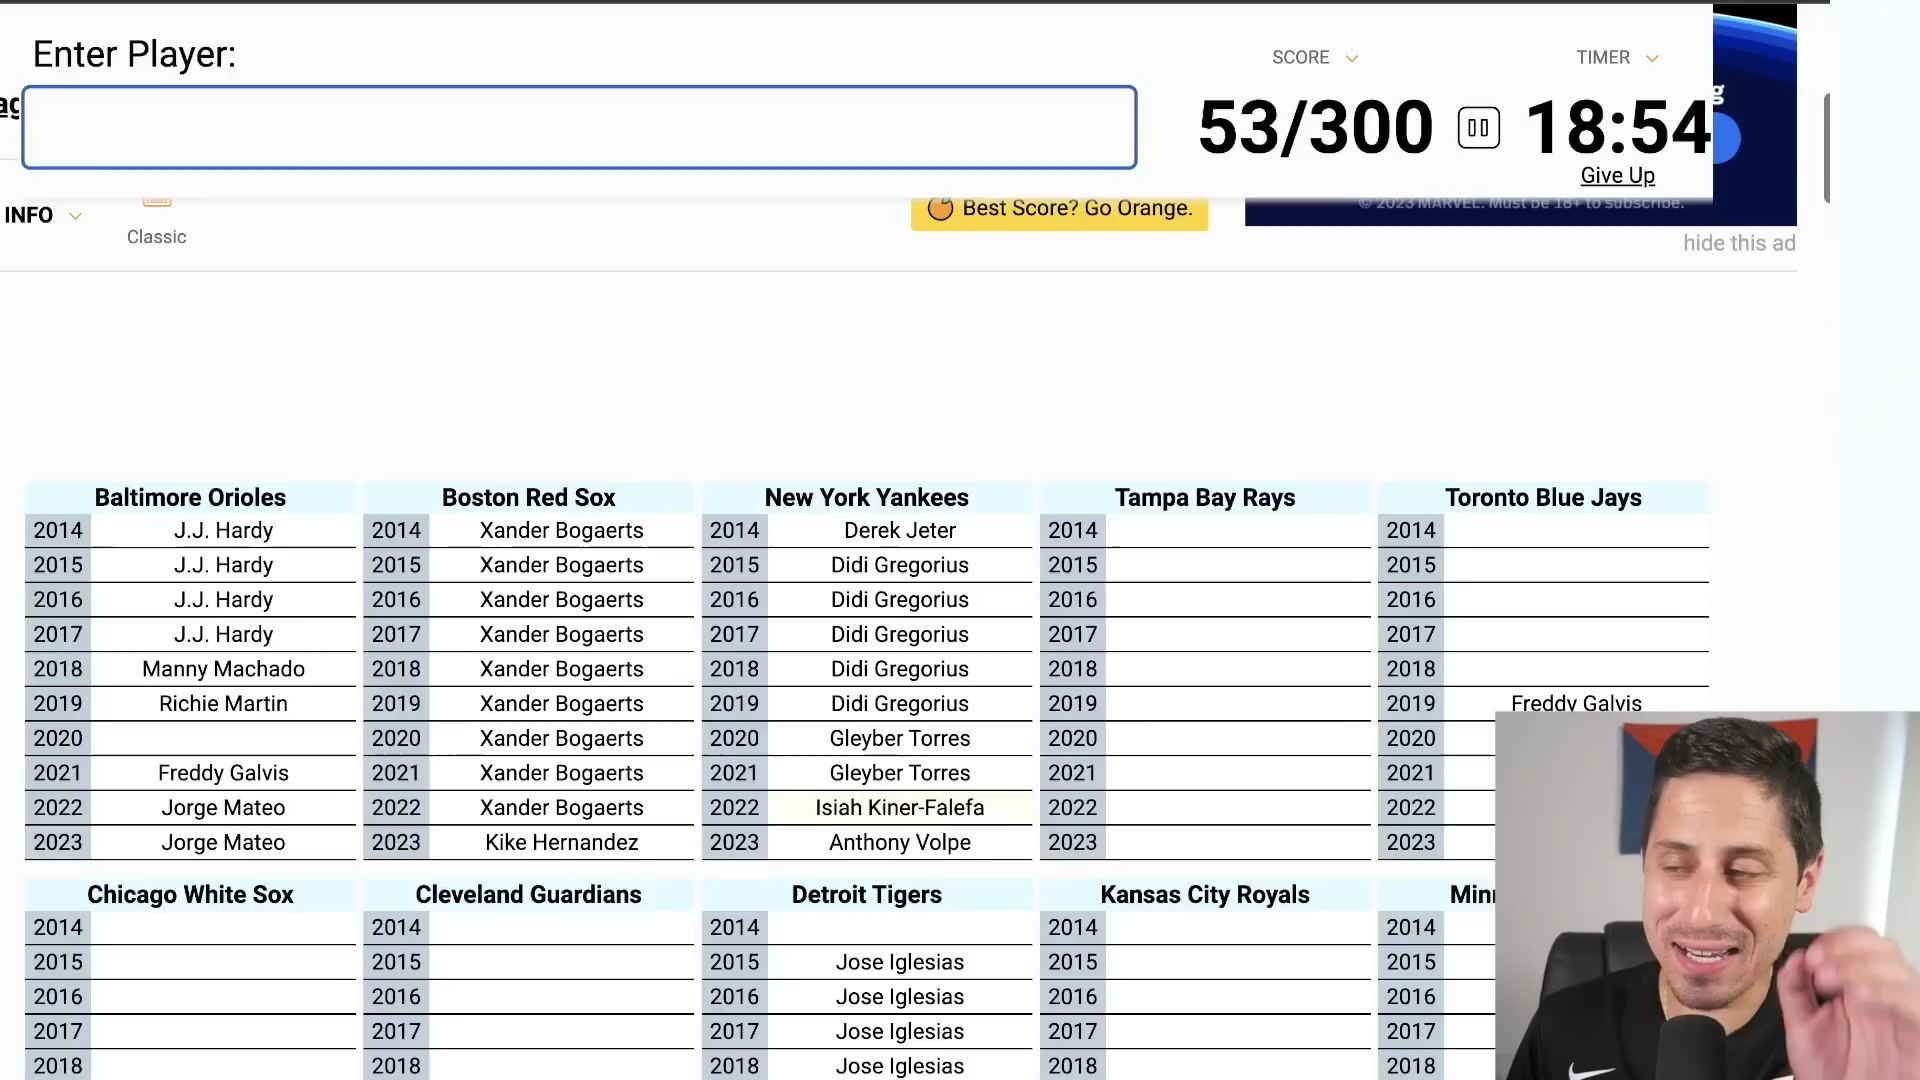 Enter Player:
SCORE
TIMER
53/300
18:54
Give Up
INFO
Classic
Best Score? Go Orange.
© 2023 MARVEL. Must be 18+ to subscribe.
hide this ad
Baltimore Orioles
2014 J.J. Hardy
2015 J.J. Hardy
2016 J.J. Hardy
2017 J.J. Hardy
2018 Manny Machado
2019 Richie Martin
2020
2021 Freddy Galvis
2022 Jorge Mateo
2023 Jorge Mateo
Boston Red Sox
2014 Xander Bogaerts
2015 Xander Bogaerts
2016 Xander Bogaerts
2017 Xander Bogaerts
2018 Xander Bogaerts
2019 Xander Bogaerts
2020 Xander Bogaerts
2021 Xander Bogaerts
2022 Xander Bogaerts
2023 Kike Hernandez
New York Yankees
2014 Derek Jeter
2015 Didi Gregorius
2016 Didi Gregorius
2017 Didi Gregorius
2018 Didi Gregorius
2019 Didi Gregorius
2020 Gleyber Torres
2021 Gleyber Torres
2022 Isiah Kiner-Falefa
2023 Anthony Volpe
Tampa Bay Rays
2014
2015
2016
2017
2018
2019
2020
2021
2022
2023
Toronto Blue Jays
2014
2015
2016
2017
2018
2019 Freddy Galvis
2020
2021
2022
2023
Chicago White Sox
2014
2015
2016
2017
2018
Cleveland Guardians
2014
2015
2016
2017
2018
Detroit Tigers
2014
2015 Jose Iglesias
2016 Jose Iglesias
2017 Jose Iglesias
2018 Jose Iglesias
Kansas City Royals
2014
2015
2016
2017
2018
2014
2015
2016
2017
2018